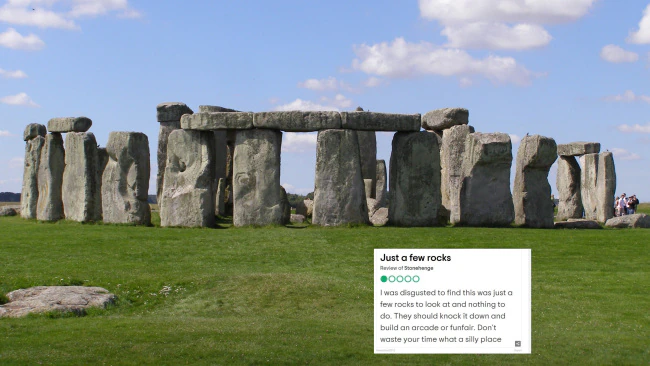 Just a few rocks
Review of Stonehenge
I was disgusted to find this was just a
few rocks to look at and nothing to
do. They should knock it down and
build an arcade or funfair. Don't
waste your time what a silly place